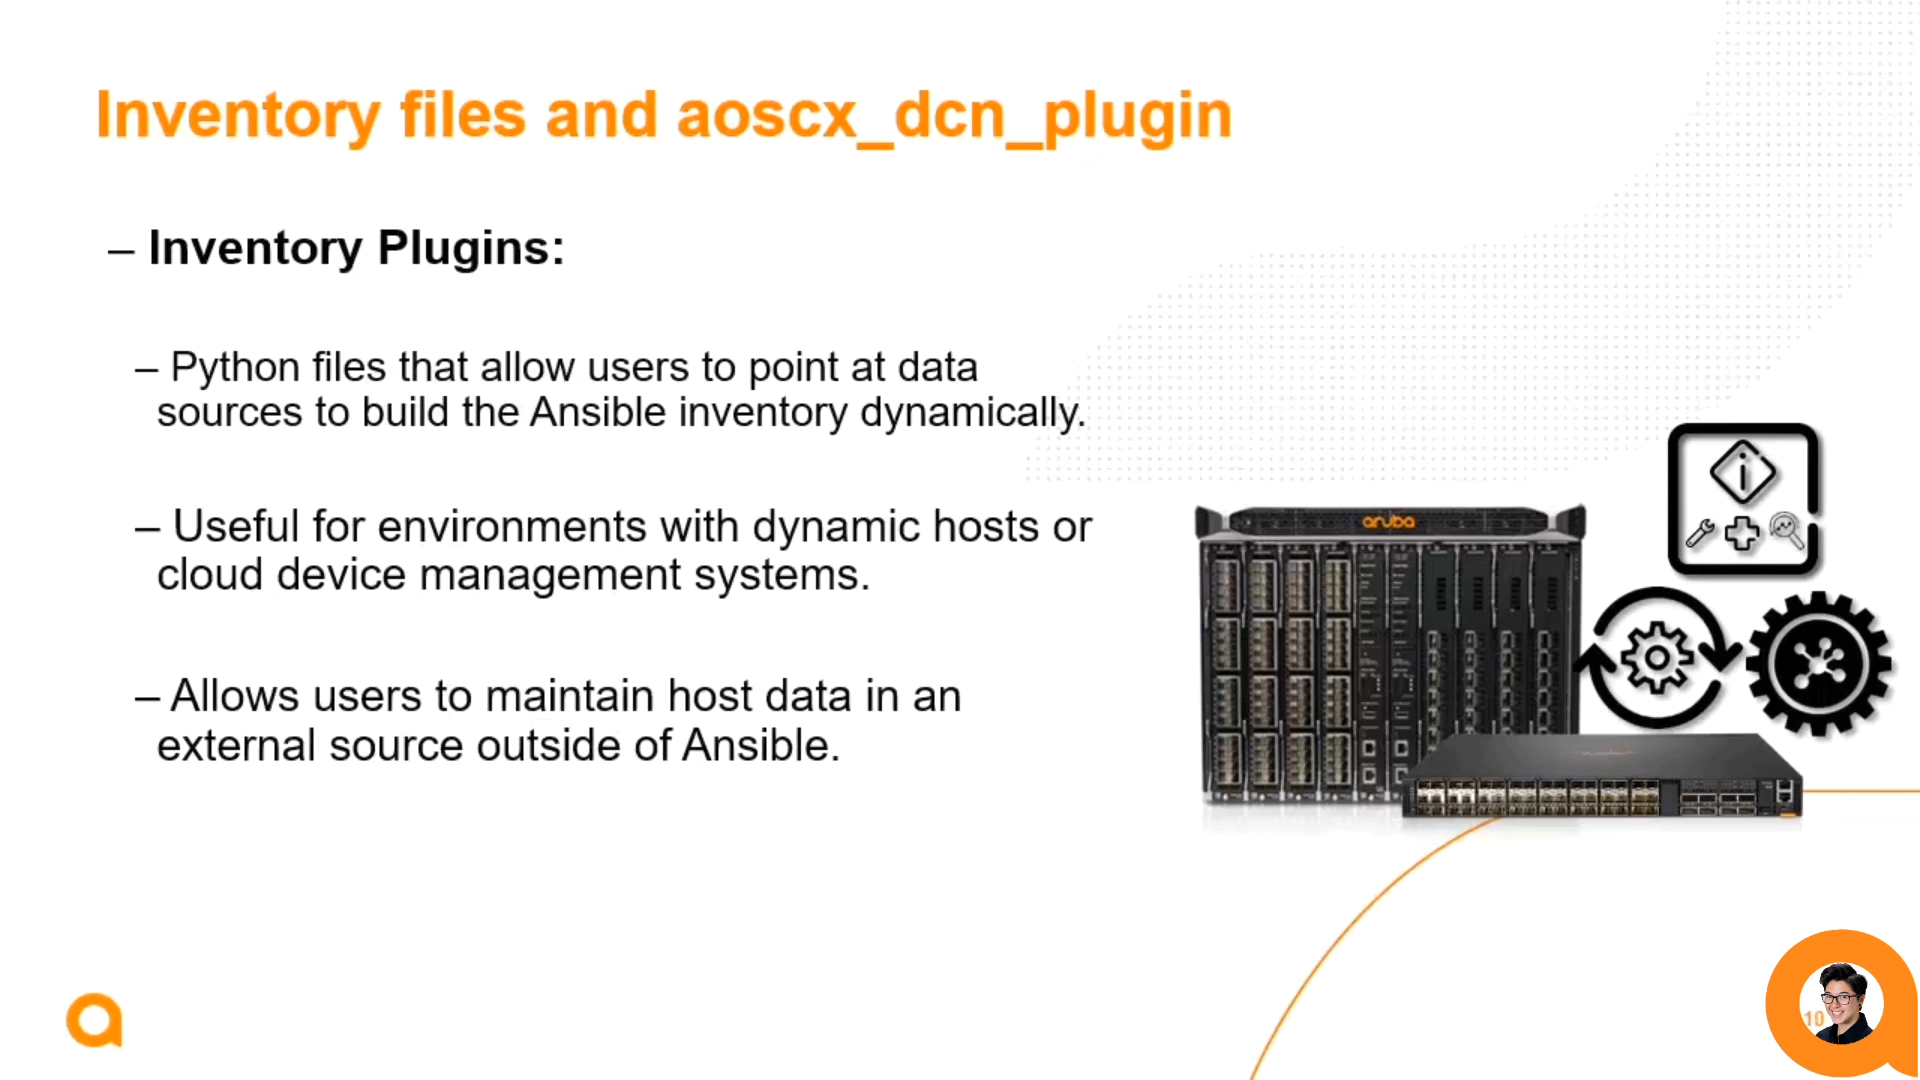 Inventory files and aoscx_dcn_plugin
– Inventory Plugins:
– Python files that allow users to point at data
sources to build the Ansible inventory dynamically.
– Useful for environments with dynamic hosts or
cloud device management systems.
– Allows users to maintain host data in an
external source outside of Ansible.
aruba
10